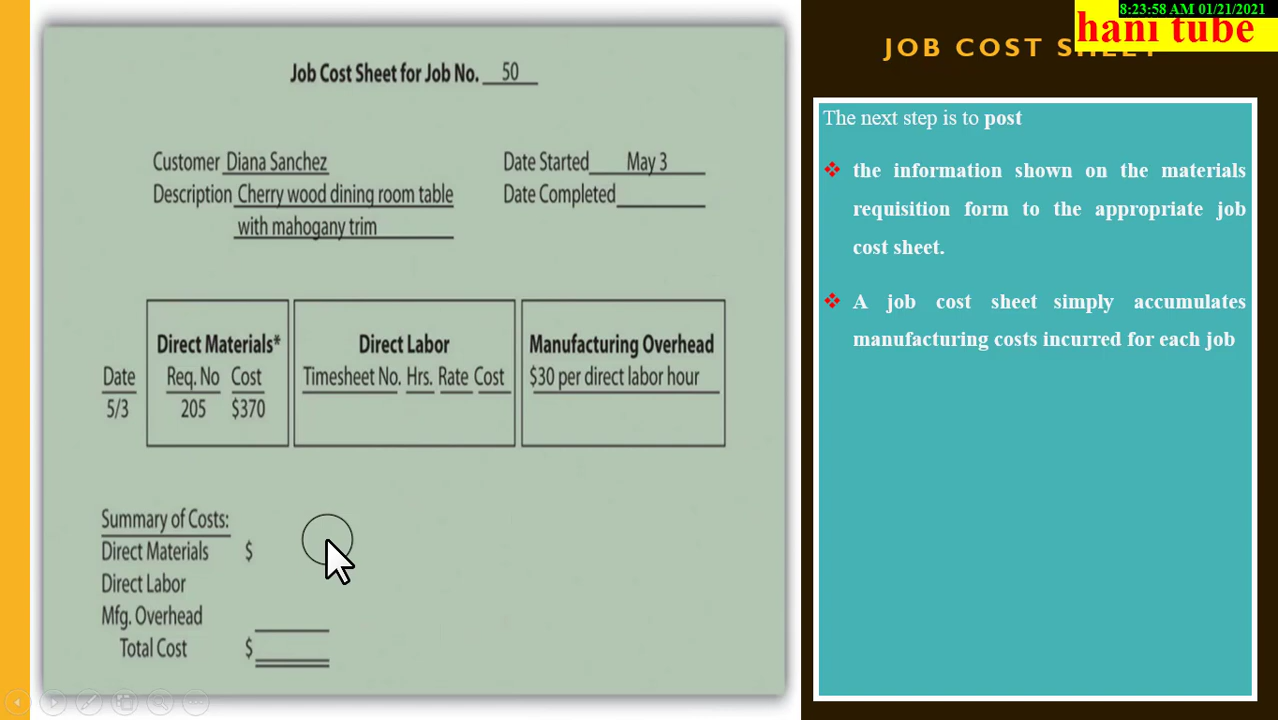 8:23:58 AM 01/21/2021
hani tube
JOB COST SHEET
Job Cost Sheet for Job No. 50
Customer Diana Sanchez
Date Started May 3
Description Cherry wood dining room table
Date Completed
with mahogany trim
Direct Materials* Direct Labor Manufacturing Overhead
Date Req. No Cost Timesheet No. Hrs. Rate Cost $30 per direct labor hour
5/3 205 $370
Summary of Costs:
Direct Materials $
Direct Labor
Mfg. Overhead
Total Cost $
The next step is to post
the information shown on the materials
requisition form to the appropriate job
cost sheet.
A job cost sheet simply accumulates
manufacturing costs incurred for each job